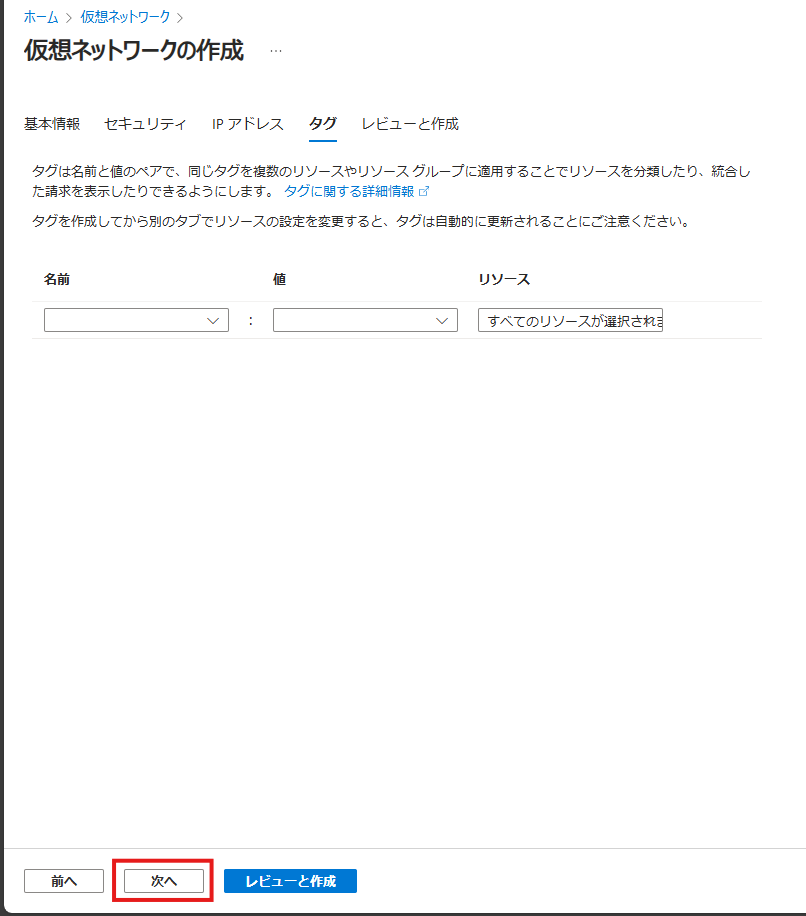 ホーム > 仮想ネットワーク >
仮想ネットワークの作成 …
基本情報 セキュリティ IP アドレス タグ レビューと作成
タグは名前と値のペアで、同じタグを複数のリソースやリソース グループに適用することでリソースを分類したり、統合し
た請求を表示したりできるようにします。 タグに関する詳細情報
タグを作成してから別のタブでリソースの設定を変更すると、タグは自動的に更新されることにご注意ください。
名前 値 リソース
: すべてのリソースが選択されま
前へ 次へ レビューと作成